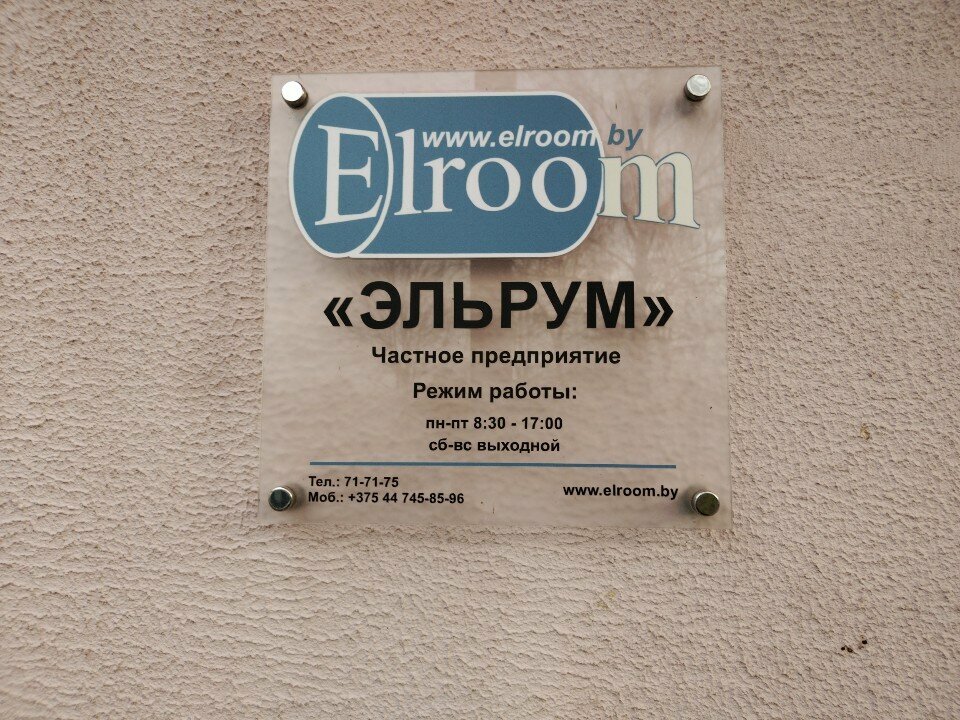 www.elroom.by
Elroom
«ЭЛЬРУМ»
Частное предприятие
Режим работы:
пн-пт 8:30 - 17:00
сб-вс выходной
Тел.: 71-71-75
Моб.: +375 44 745-85-96
www.elroom.by